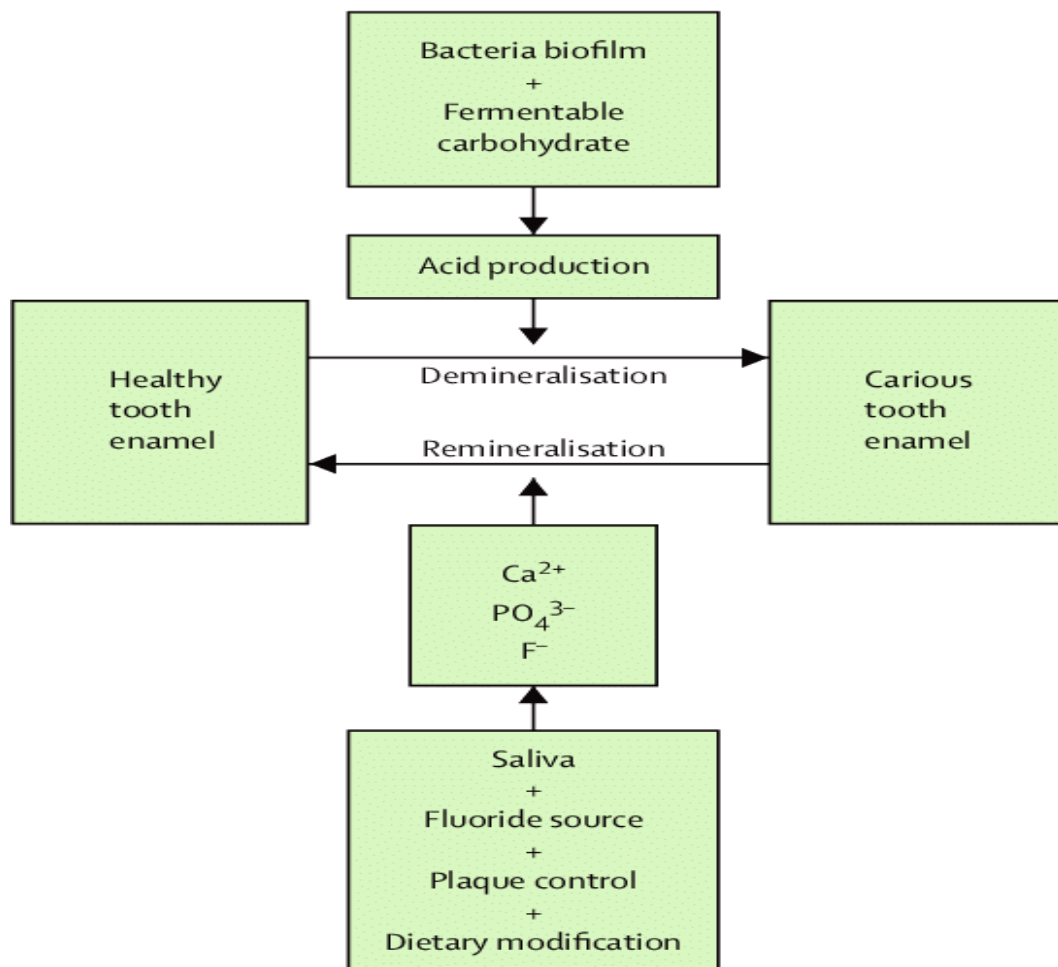 Bacteria biofilm
+
Fermentable
carbohydrate
Acid production
Healthy
tooth
enamel
Demineralisation
Remineralisation
Carious
tooth
enamel
Ca²⁺
PO₄³⁻
F⁻
Saliva
+
Fluoride source
+
Plaque control
+
Dietary modification